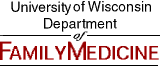 University of Wisconsin
Department
of
FAMILYMEDICINE